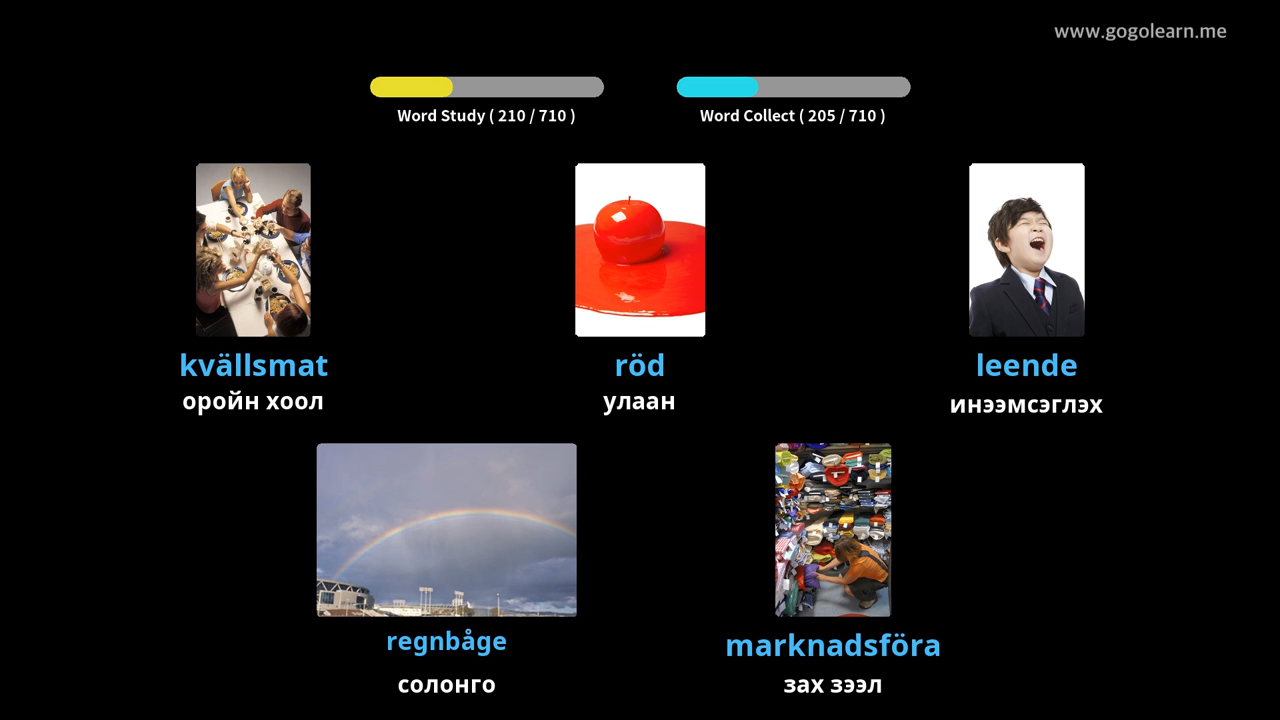 www.gogolearn.me
Word Study ( 210 / 710 )
Word Collect ( 205 / 710 )
kvällsmat
röd
leende
оройн хоол
улаан
инээмсэглэх
regnbåge
marknadsföra
солонго
зах зээл